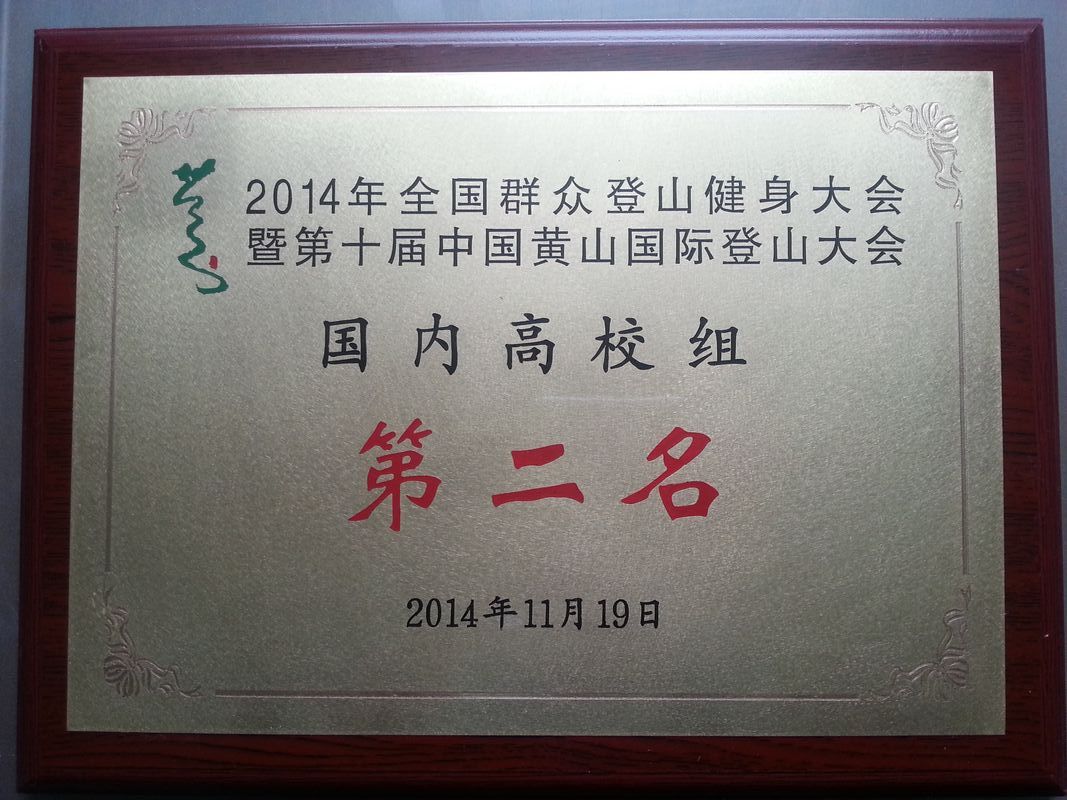 2014年全国群众登山健身大会
暨第十届中国黄山国际登山大会
国内高校组
第二名
2014年11月19日